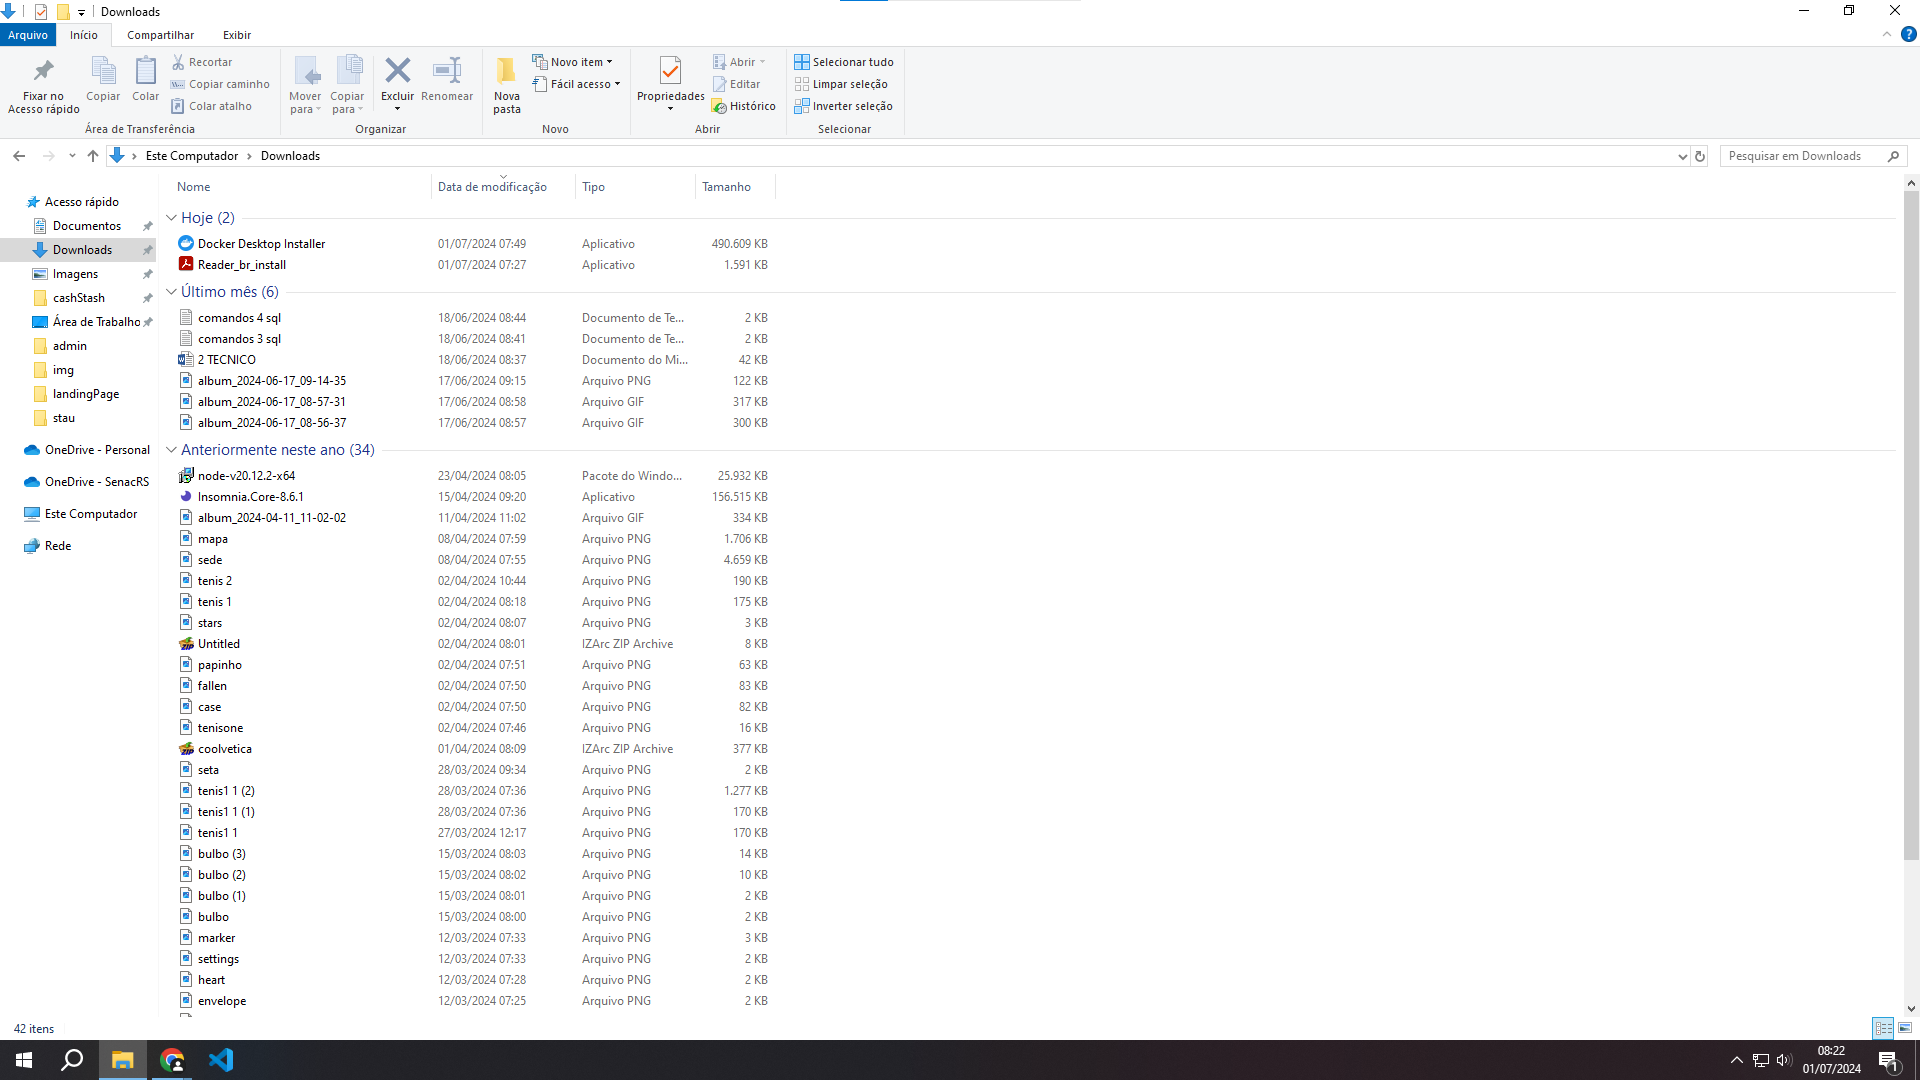 Downloads
Arquivo Início Compartilhar Exibir
Fixar no Acesso rápido Copiar Colar Recortar Copiar caminho Colar atalho
Área de Transferência
Mover para Copiar para Excluir Renomear
Organizar
Nova pasta Novo item Fácil acesso
Novo
Propriedades Abrir Editar Histórico
Abrir
Selecionar tudo Limpar seleção Inverter seleção
Selecionar
Este Computador Downloads Pesquisar em Downloads
Acesso rápido
Documentos
Downloads
Imagens
cashStash
Área de Trabalho
admin
img
landingPage
stau
OneDrive - Personal
OneDrive - SenacRS
Este Computador
Rede
Nome Data de modificação Tipo Tamanho
Hoje (2)
Docker Desktop Installer 01/07/2024 07:49 Aplicativo 490.609 KB
Reader_br_install 01/07/2024 07:27 Aplicativo 1.591 KB
Último mês (6)
comandos 4 sql 18/06/2024 08:44 Documento de Te... 2 KB
comandos 3 sql 18/06/2024 08:41 Documento de Te... 2 KB
2 TECNICO 18/06/2024 08:37 Documento do Mi... 42 KB
album_2024-06-17_09-14-35 17/06/2024 09:15 Arquivo PNG 122 KB
album_2024-06-17_08-57-31 17/06/2024 08:58 Arquivo GIF 317 KB
album_2024-06-17_08-56-37 17/06/2024 08:57 Arquivo GIF 300 KB
Anteriormente neste ano (34)
node-v20.12.2-x64 23/04/2024 08:05 Pacote do Windo... 25.932 KB
Insomnia.Core-8.6.1 15/04/2024 09:20 Aplicativo 156.515 KB
album_2024-04-11_11-02-02 11/04/2024 11:02 Arquivo GIF 334 KB
mapa 08/04/2024 07:59 Arquivo PNG 1.706 KB
sede 08/04/2024 07:55 Arquivo PNG 4.659 KB
tenis 2 02/04/2024 10:44 Arquivo PNG 190 KB
tenis 1 02/04/2024 08:18 Arquivo PNG 175 KB
stars 02/04/2024 08:07 Arquivo PNG 3 KB
Untitled 02/04/2024 08:01 IZArc ZIP Archive 8 KB
papinho 02/04/2024 07:51 Arquivo PNG 63 KB
fallen 02/04/2024 07:50 Arquivo PNG 83 KB
case 02/04/2024 07:50 Arquivo PNG 82 KB
tenisone 02/04/2024 07:46 Arquivo PNG 16 KB
coolvetica 01/04/2024 08:09 IZArc ZIP Archive 377 KB
seta 28/03/2024 09:34 Arquivo PNG 2 KB
tenis1 1 (2) 28/03/2024 07:36 Arquivo PNG 1.277 KB
tenis1 1 (1) 28/03/2024 07:36 Arquivo PNG 170 KB
tenis1 1 27/03/2024 12:17 Arquivo PNG 170 KB
bulbo (3) 15/03/2024 08:03 Arquivo PNG 14 KB
bulbo (2) 15/03/2024 08:02 Arquivo PNG 10 KB
bulbo (1) 15/03/2024 08:01 Arquivo PNG 2 KB
bulbo 15/03/2024 08:00 Arquivo PNG 2 KB
marker 12/03/2024 07:33 Arquivo PNG 3 KB
settings 12/03/2024 07:33 Arquivo PNG 2 KB
heart 12/03/2024 07:28 Arquivo PNG 2 KB
envelope 12/03/2024 07:25 Arquivo PNG 2 KB
42 itens
08:22
01/07/2024
1